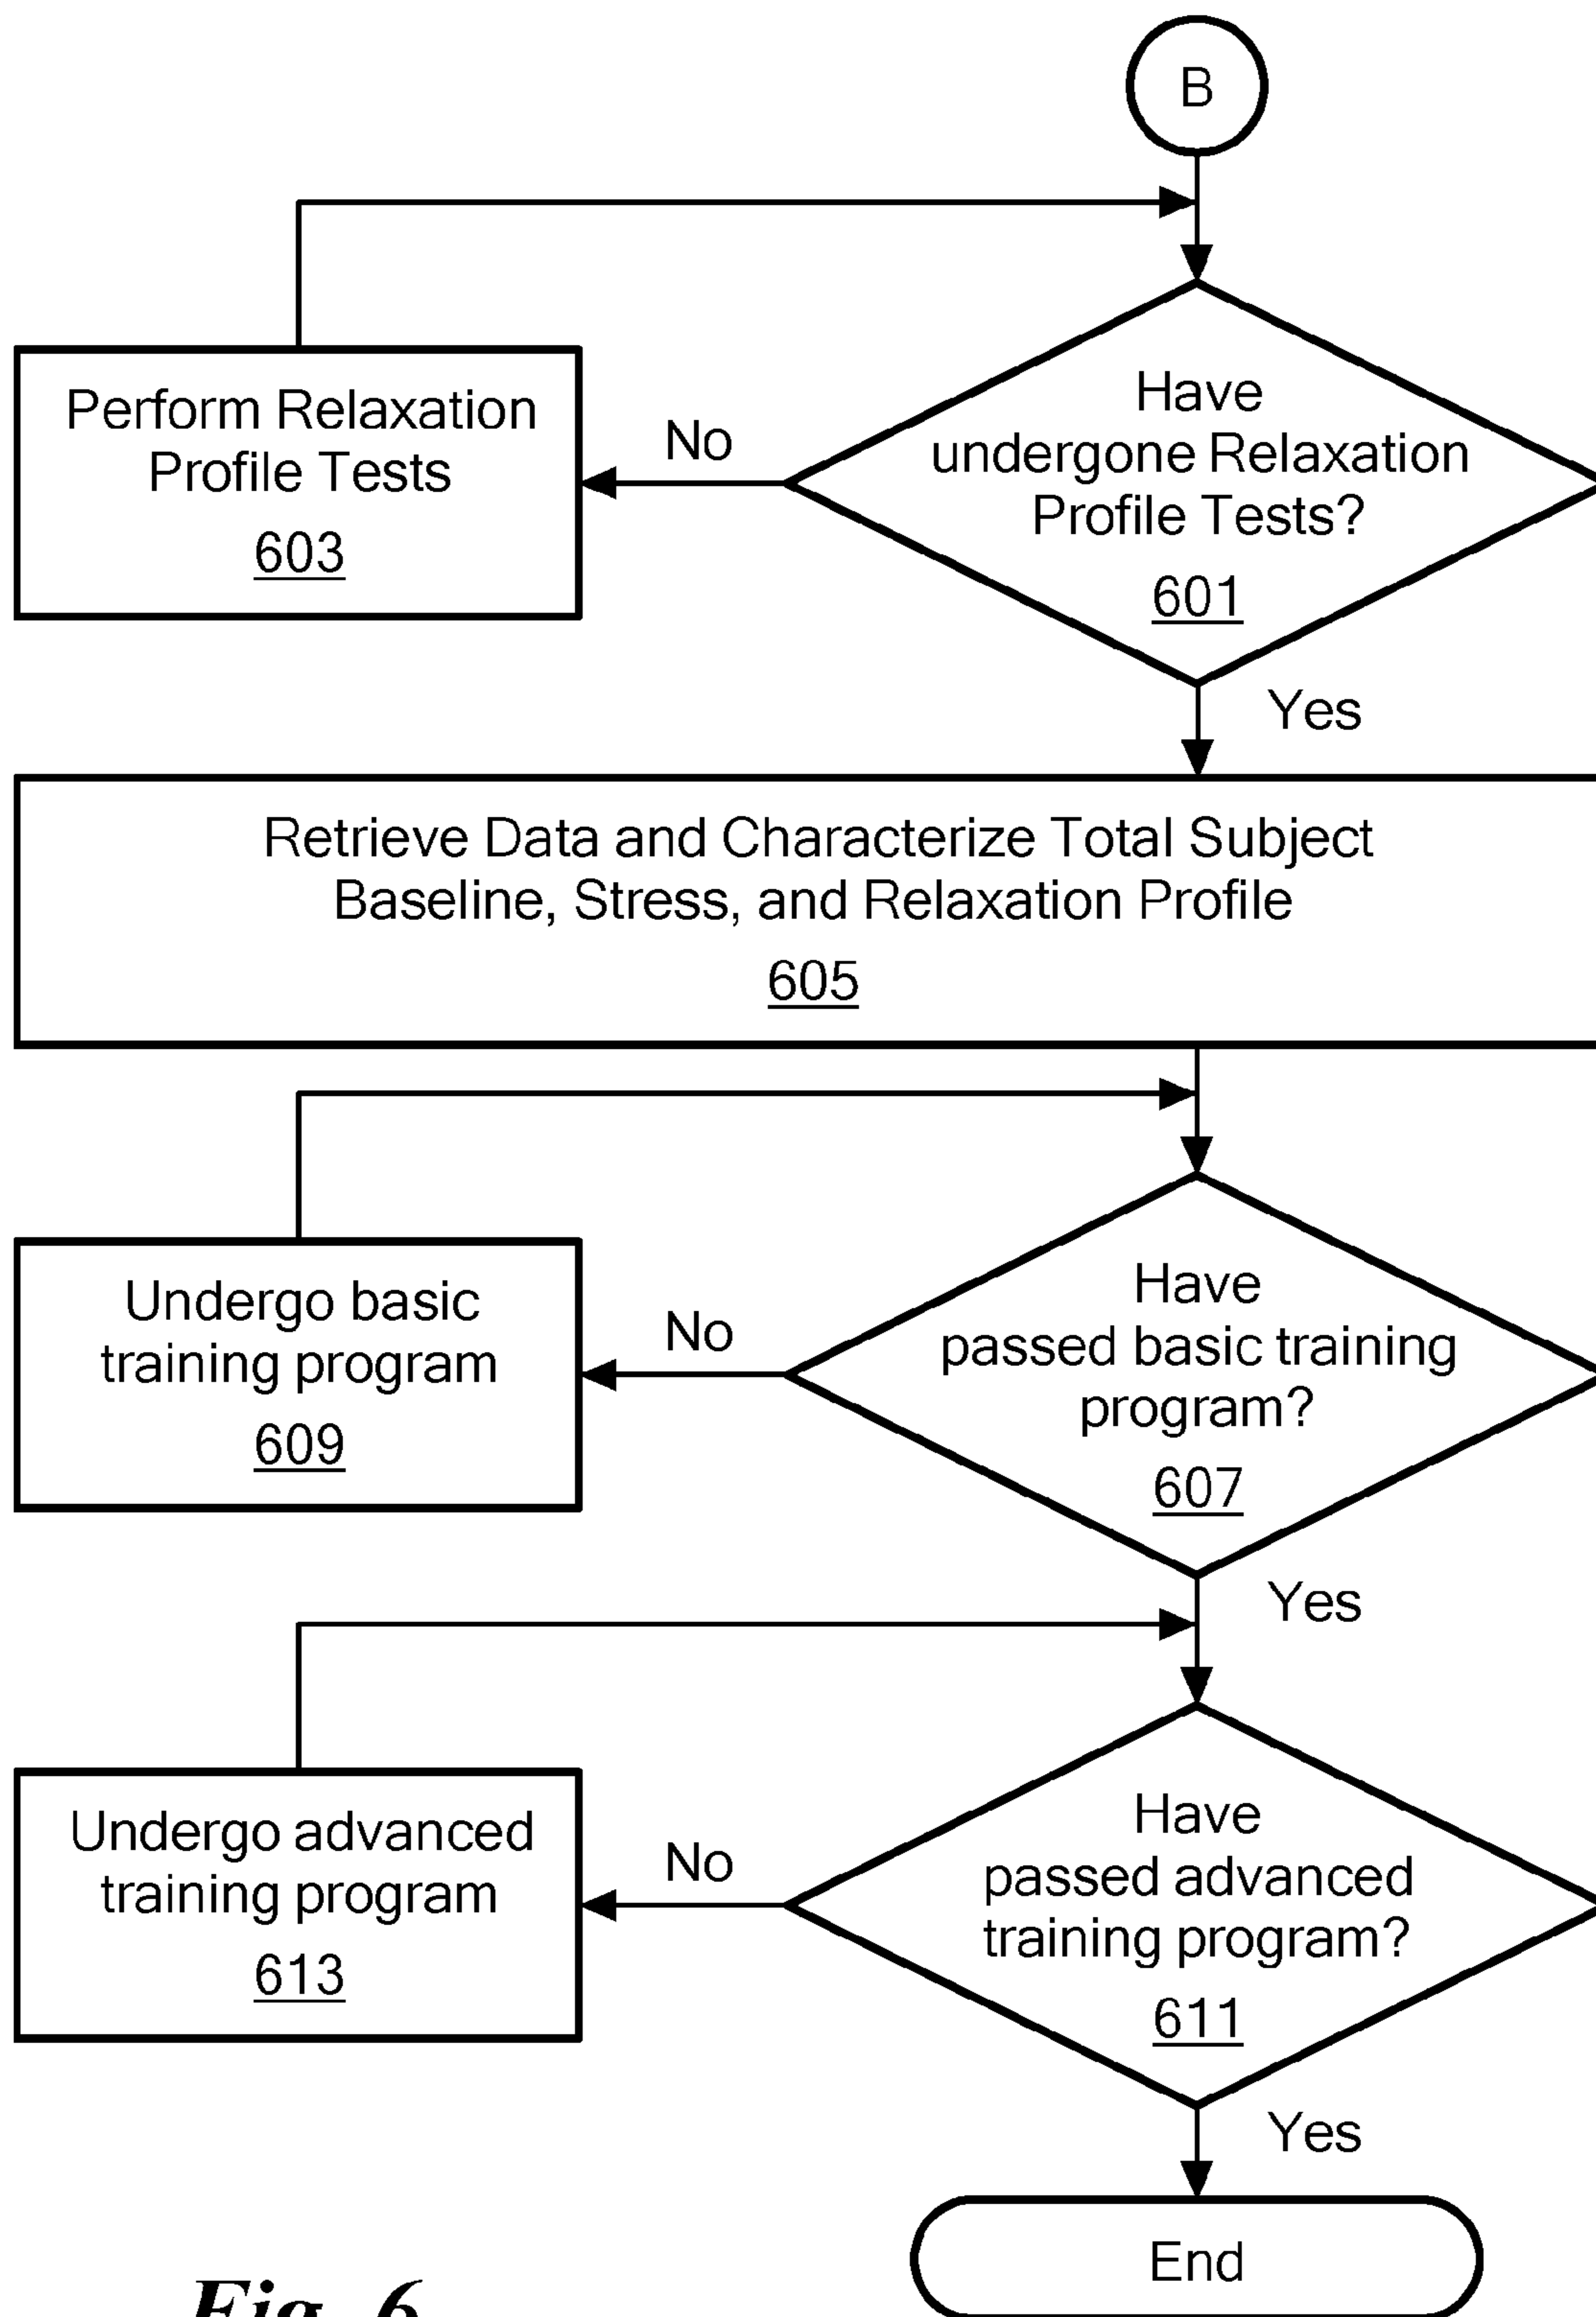 B
Have
undergone Relaxation
Profile Tests?
601
No
Perform Relaxation
Profile Tests
603
Yes
Retrieve Data and Characterize Total Subject
Baseline, Stress, and Relaxation Profile
605
Have
passed basic training
program?
607
No
Undergo basic
training program
609
Yes
Have
passed advanced
training program?
611
No
Undergo advanced
training program
613
Yes
End
Fig. 6